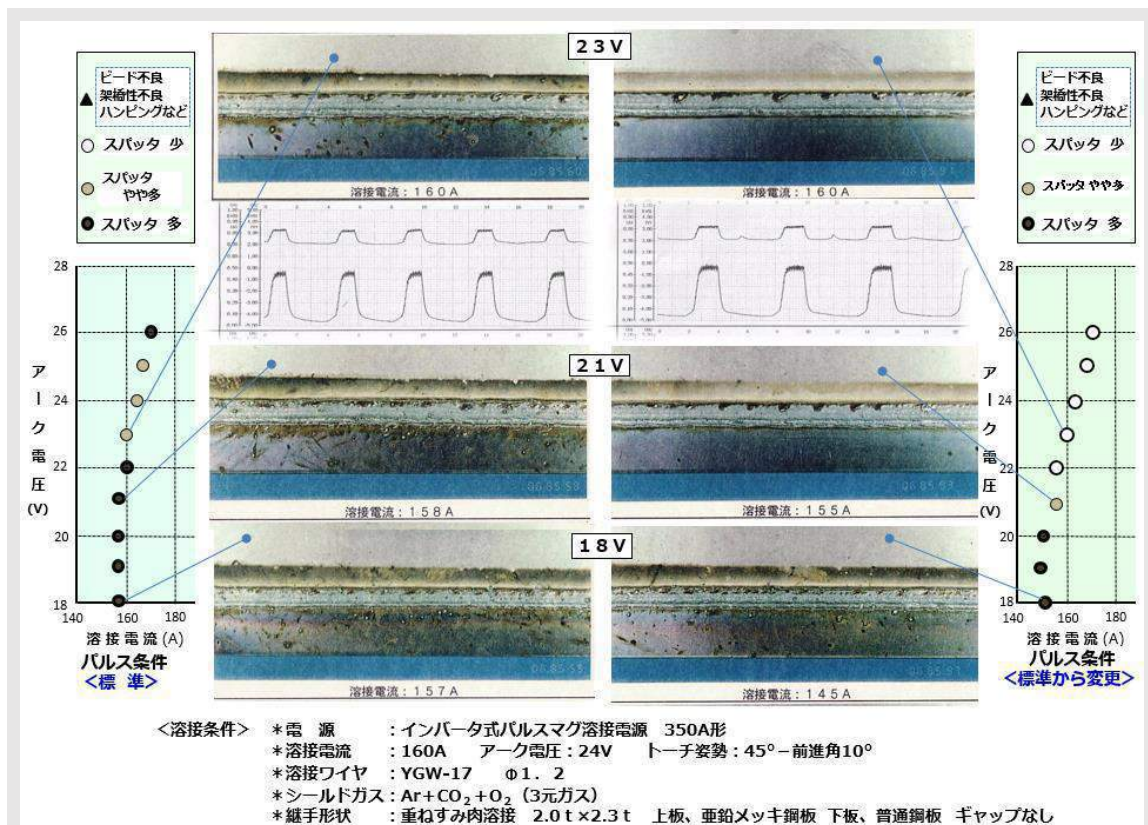 23V
ビード不良
架橋性不良
ハンピングなど
スパッタ 少
スパッタ
やや多
スパッタ 多
溶接電流：160A
溶接電流：160A
ビード不良
架橋性不良
ハンピングなど
スパッタ 少
スパッタ やや多
スパッタ 多
28
26
24
22
20
18
アーク電圧(V)
140
160
180
溶接電流(A)
パルス条件
<標 準>
21V
溶接電流：158A
溶接電流：155A
18V
溶接電流：157A
溶接電流：145A
28
26
24
22
20
18
アーク電圧(V)
140
160
180
溶接電流(A)
パルス条件
<標準から変更>
<溶接条件> *電 源 ：インバータ式パルスマグ溶接電源 350A形
*溶接電流 ：160A アーク電圧：24V トーチ姿勢：45°－前進角10°
*溶接ワイヤ ：YGW-17 φ1．2
*シールドガス：Ar+CO₂+O₂（3元ガス）
*継手形状 ：重ねすみ肉溶接 2.0t×2.3t 上板、亜鉛メッキ鋼板 下板、普通鋼板 ギャップなし